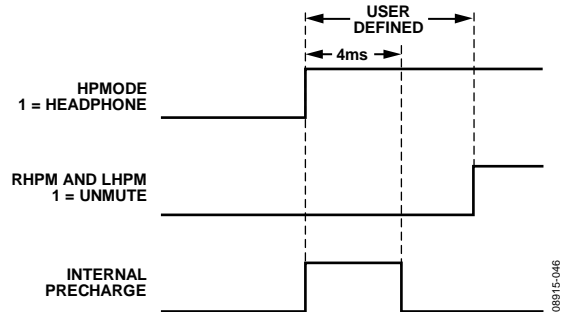 USER
DEFINED
4ms
HPMODE
1 = HEADPHONE
RHPM AND LHPM
1 = UNMUTE
INTERNAL
PRECHARGE
08915-046